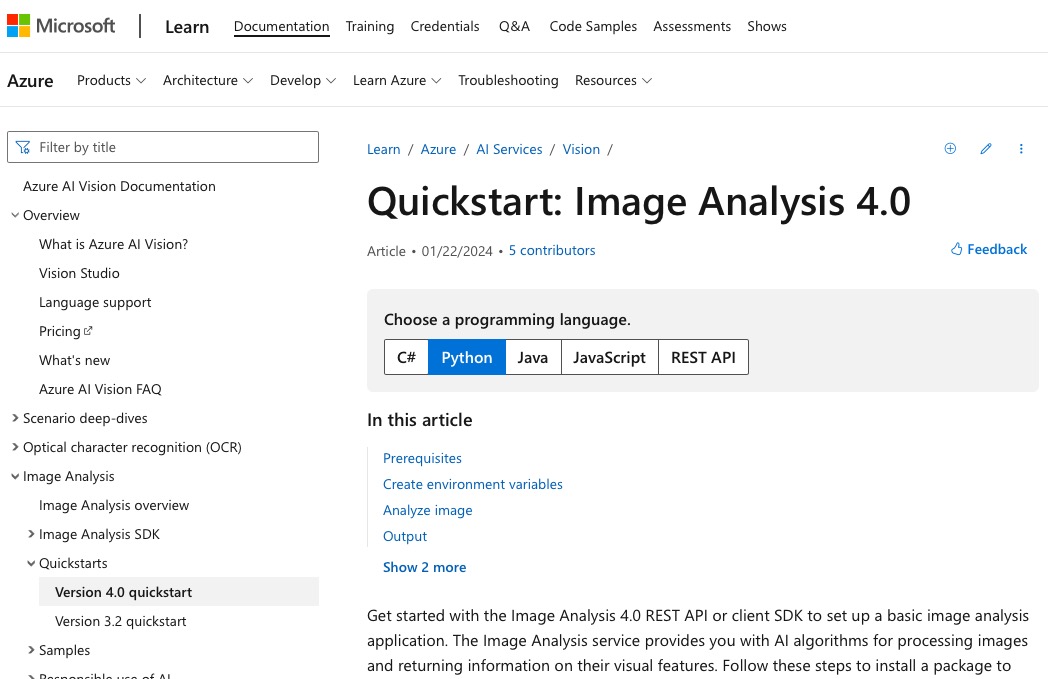 Microsoft Learn Documentation Training Credentials Q&A Code Samples Assessments Shows
Azure Products Architecture Develop Learn Azure Troubleshooting Resources
Filter by title
Azure AI Vision Documentation
Overview
What is Azure AI Vision?
Vision Studio
Language support
Pricing
What's new
Azure AI Vision FAQ
Scenario deep-dives
Optical character recognition (OCR)
Image Analysis
Image Analysis overview
Image Analysis SDK
Quickstarts
Version 4.0 quickstart
Version 3.2 quickstart
Samples
Responsible use of AI
Learn / Azure / AI Services / Vision /
Quickstart: Image Analysis 4.0
Article • 01/22/2024 • 5 contributors
Feedback
Choose a programming language.
C# Python Java JavaScript REST API
In this article
Prerequisites
Create environment variables
Analyze image
Output
Show 2 more
Get started with the Image Analysis 4.0 REST API or client SDK to set up a basic image analysis
application. The Image Analysis service provides you with AI algorithms for processing images
and returning information on their visual features. Follow these steps to install a package to